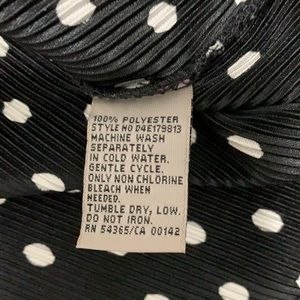 100% POLYESTER
STYLE NO D4E179813
MACHINE WASH
SEPARATELY
IN COLD WATER.
GENTLE CYCLE.
ONLY NON CHLORINE
BLEACH WHEN
NEEDED.
TUMBLE DRY, LOW.
DO NOT IRON.
RN 54365/CA 00142